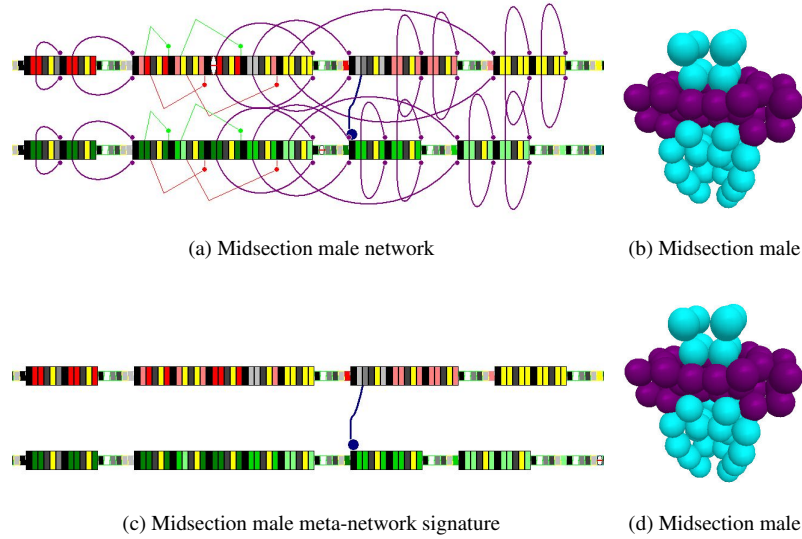 (a) Midsection male network
(b) Midsection male
(c) Midsection male meta-network signature
(d) Midsection male